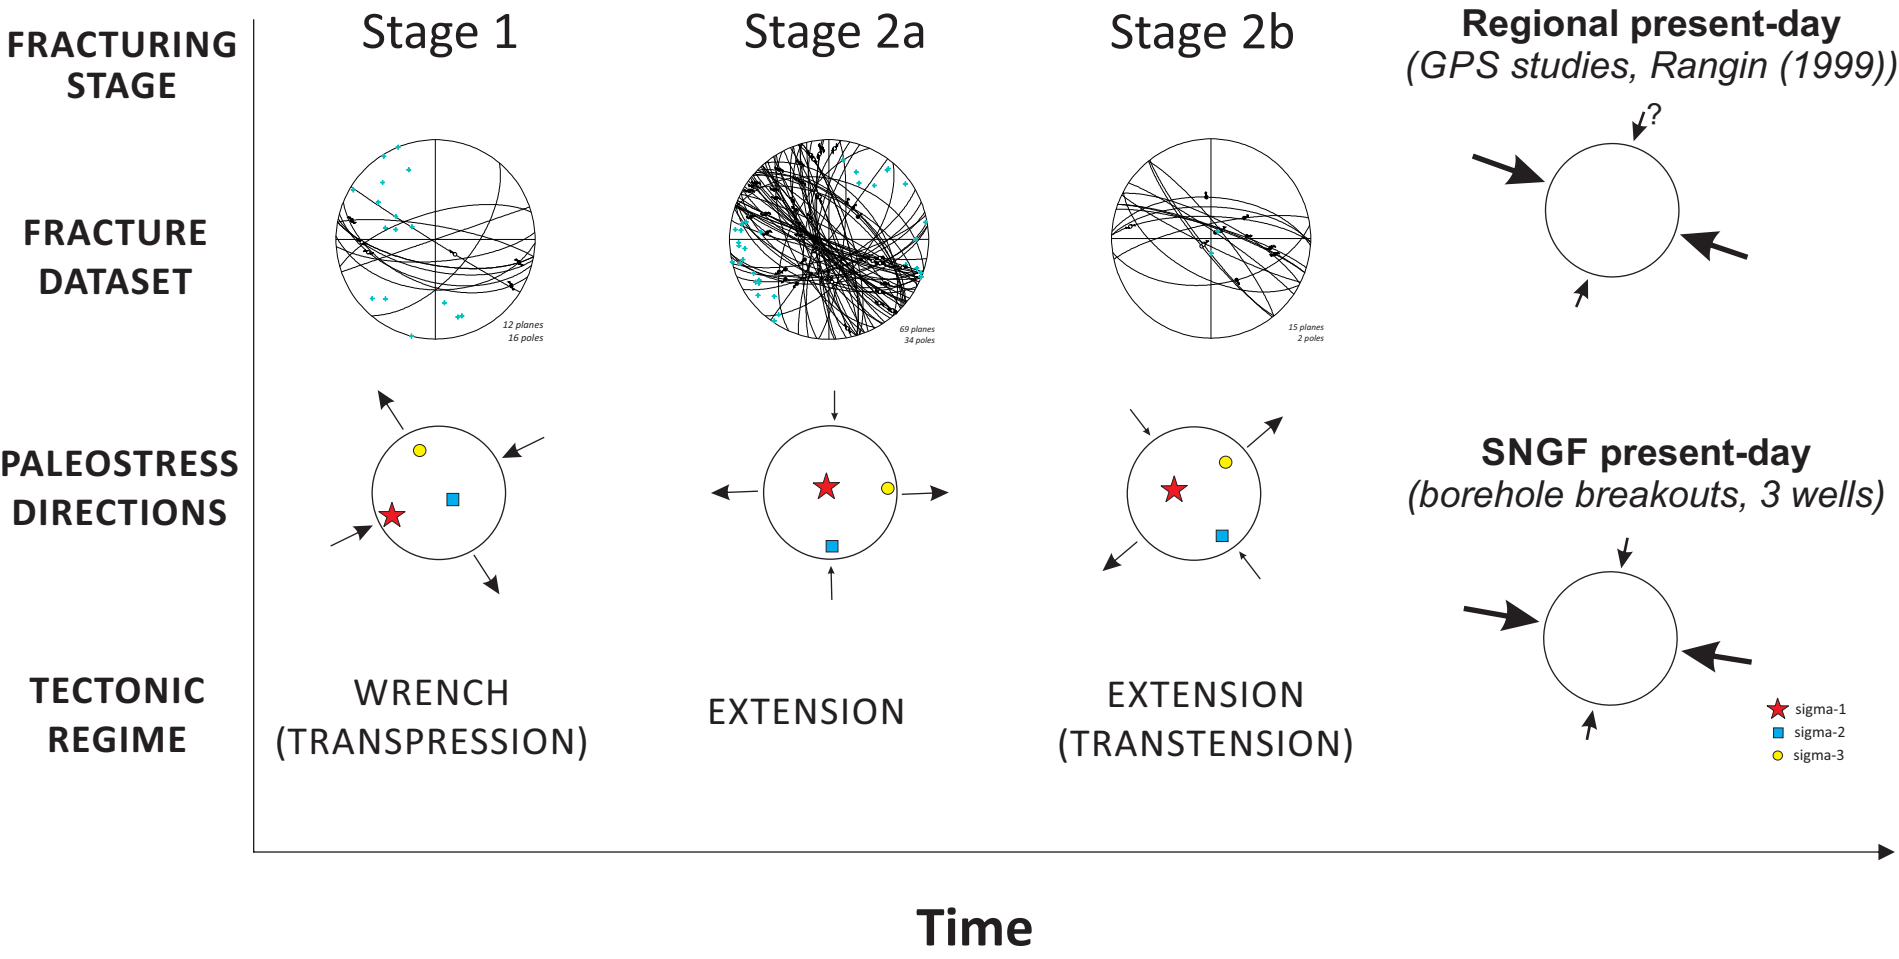 FRACTURING
STAGE
Stage 1
Stage 2a
Stage 2b
Regional present-day
(GPS studies, Rangin (1999))
?
FRACTURE
DATASET
12 planes
16 poles
69 planes
34 poles
15 planes
2 poles
PALEOSTRESS
DIRECTIONS
SNGF present-day
(borehole breakouts, 3 wells)
TECTONIC
REGIME
WRENCH
(TRANSPRESSION)
EXTENSION
EXTENSION
(TRANSTENSION)
sigma-1
sigma-2
sigma-3
Time